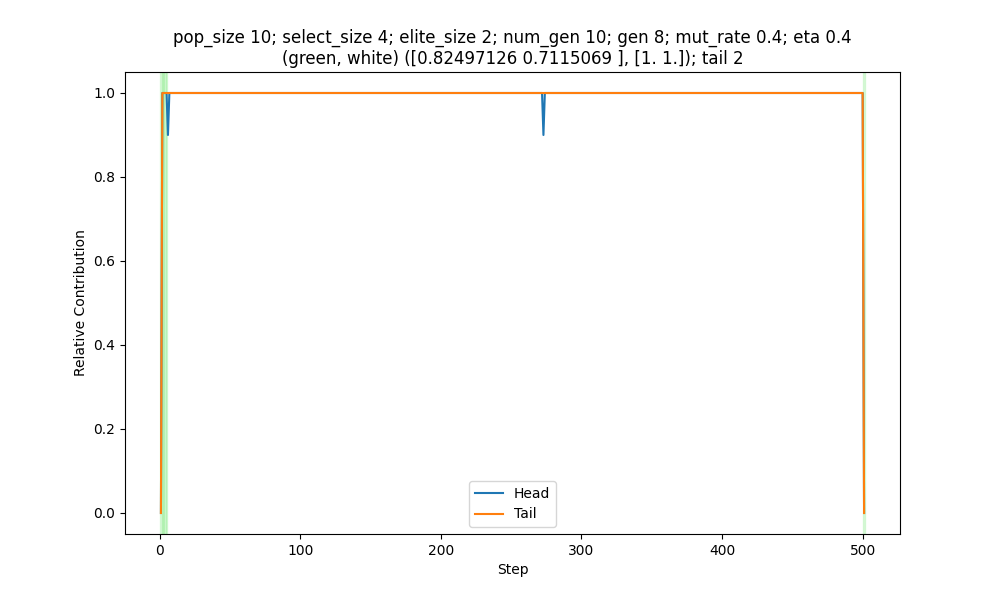 pop_size 10; select_size 4; elite_size 2; num_gen 10; gen 8; mut_rate 0.4; eta 0.4
(green, white) ([0.82497126 0.7115069 ], [1. 1.]); tail 2
Relative Contribution
1.0
0.8
0.6
0.4
0.2
0.0
Head
Tail
0
100
200
300
400
500
Step